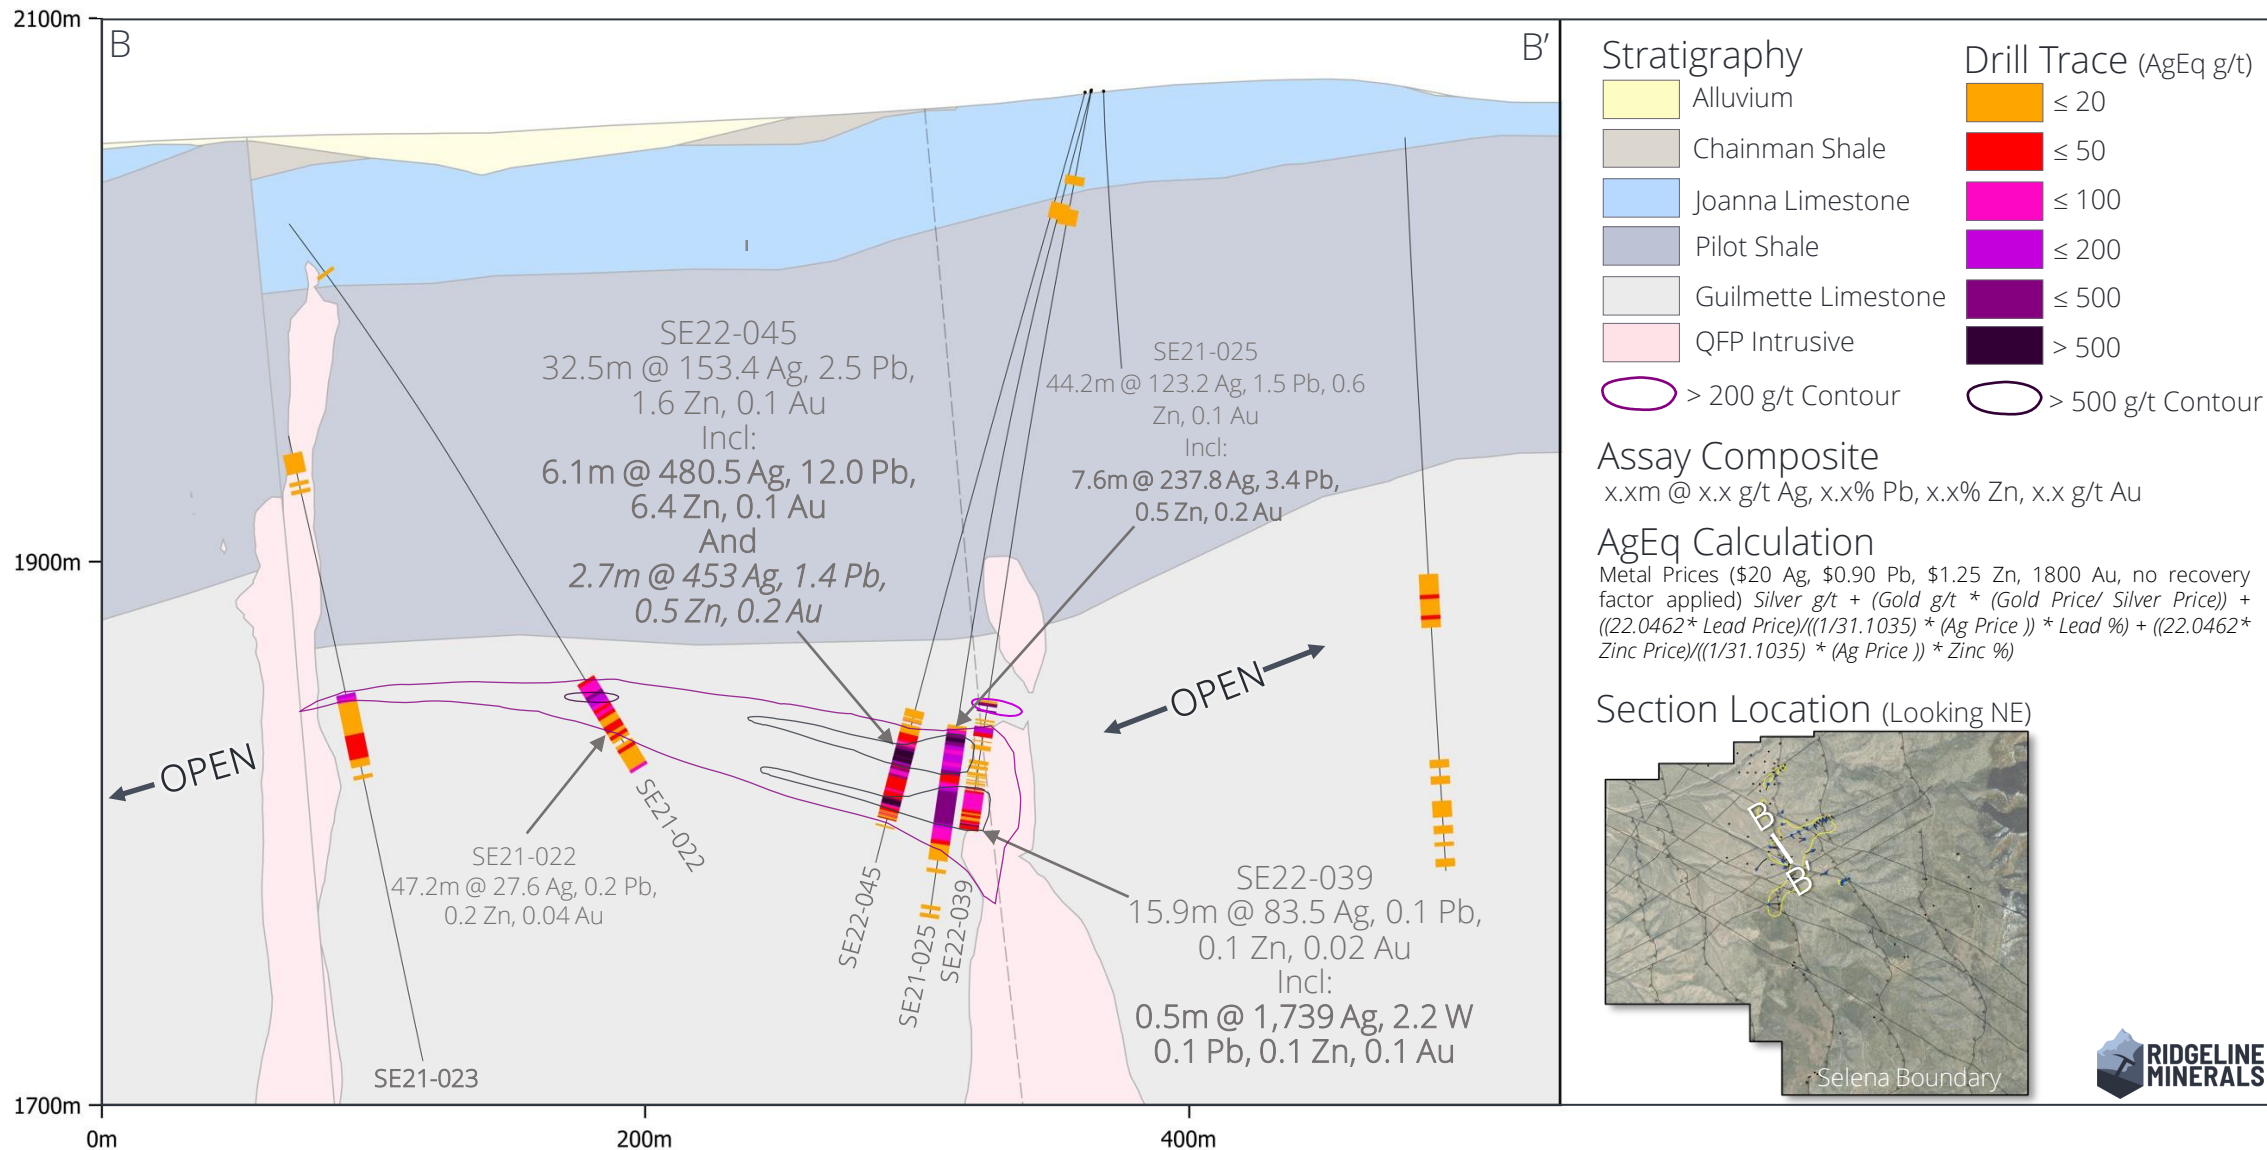 2100m
1900m
1700m
0m
200m
400m
B
B'
SE22-045
32.5m @ 153.4 Ag, 2.5 Pb,
1.6 Zn, 0.1 Au
Incl:
6.1m @ 480.5 Ag, 12.0 Pb,
6.4 Zn, 0.1 Au
And
2.7m @ 453 Ag, 1.4 Pb,
0.5 Zn, 0.2 Au
SE21-025
44.2m @ 123.2 Ag, 1.5 Pb, 0.6
Zn, 0.1 Au
Incl:
7.6m @ 237.8 Ag, 3.4 Pb,
0.5 Zn, 0.2 Au
OPEN
OPEN
SE21-022
SE21-022
47.2m @ 27.6 Ag, 0.2 Pb,
0.2 Zn, 0.04 Au
SE22-045
SE21-025
SE22-039
SE22-039
15.9m @ 83.5 Ag, 0.1 Pb,
0.1 Zn, 0.02 Au
Incl:
0.5m @ 1,739 Ag, 2.2 W
0.1 Pb, 0.1 Zn, 0.1 Au
SE21-023
Stratigraphy
Alluvium
Chainman Shale
Joanna Limestone
Pilot Shale
Guilmette Limestone
QFP Intrusive
> 200 g/t Contour
Drill Trace (AgEq g/t)
≤ 20
≤ 50
≤ 100
≤ 200
≤ 500
> 500
> 500 g/t Contour
Assay Composite
x.xm @ x.x g/t Ag, x.x% Pb, x.x% Zn, x.x g/t Au
AgEq Calculation
Metal Prices ($20 Ag, $0.90 Pb, $1.25 Zn, 1800 Au, no recovery
factor applied) Silver g/t + (Gold g/t * (Gold Price/ Silver Price)) +
((22.0462* Lead Price)/((1/31.1035) * (Ag Price )) * Lead %) + ((22.0462*
Zinc Price)/((1/31.1035) * (Ag Price )) * Zinc %)
Section Location (Looking NE)
B
B'
Selena Boundary
RIDGELINE
MINERALS